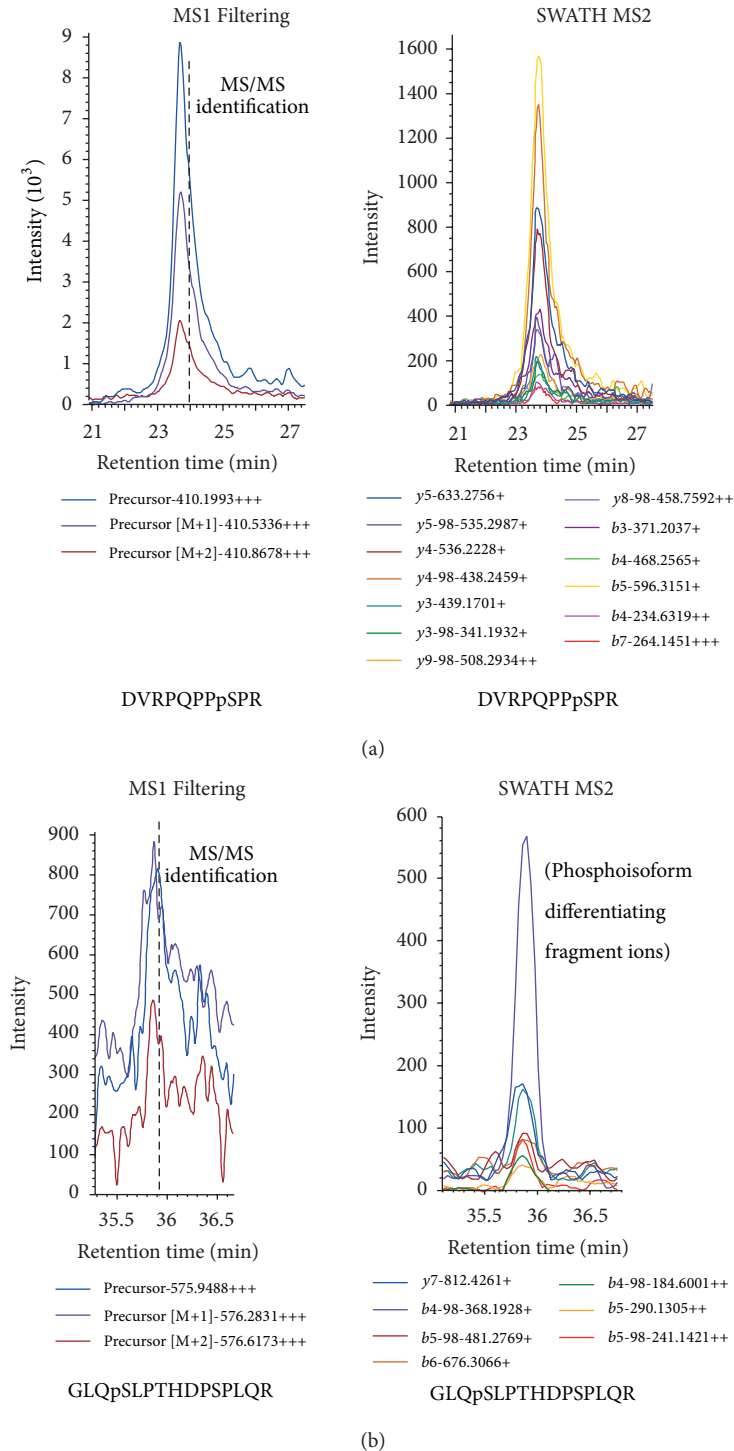 MS1 Filtering
9
8
7
6
5
4
3
2
1
0
Intensity (10³)
MS/MS
identification
21 23 25 27
Retention time (min)
Precursor-410.1993+++
Precursor [M+1]-410.5336+++
Precursor [M+2]-410.8678+++
DVRPQPPpSPR
SWATH MS2
1600
1400
1200
1000
800
600
400
200
0
Intensity
21 23 25 27
Retention time (min)
y5-633.2756+
y5-98-535.2987+
y4-536.2228+
y4-98-438.2459+
y3-439.1701+
y3-98-341.1932+
y9-98-508.2934++
y8-98-458.7592++
b3-371.2037+
b4-468.2565+
b5-596.3151+
b4-234.6319++
b7-264.1451+++
DVRPQPPpSPR
(a)
MS1 Filtering
900
800
700
600
500
400
300
200
100
0
Intensity
MS/MS
identification
35.5 36 36.5
Retention time (min)
Precursor-575.9488+++
Precursor [M+1]-576.2831+++
Precursor [M+2]-576.6173+++
GLQpSLPTHDPSPLQR
SWATH MS2
600
500
400
300
200
100
0
Intensity
(Phosphoisoform
differentiating
fragment ions)
35.5 36 36.5
Retention time (min)
y7-812.4261+
b4-98-368.1928+
b5-98-481.2769+
b6-676.3066+
b4-98-184.6001++
b5-290.1305++
b5-98-241.1421++
GLQpSLPTHDPSPLQR
(b)